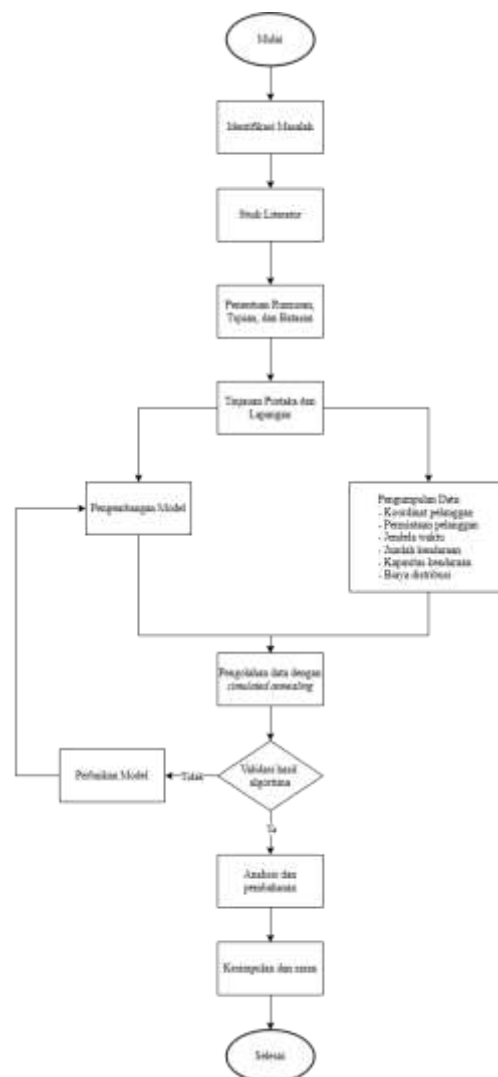 Mulai
Identifikasi Masalah
Studi Literatur
Penentuan Rumusan,
Tujuan, dan Batasan
Tinjauan Pustaka dan
Lapangan
Pengembangan Model
Pengumpulan Data
- Koordinat pelanggan
- Permintaan pelanggan
- Jendela waktu
- Jumlah kendaraan
- Kapasitas kendaraan
- Biaya distribusi
Pengolahan data dengan
simulated annealing
Validasi hasil
algoritma
Perbaikan Model
Tidak
Ya
Analisis dan
pembahasan
Kesimpulan dan saran
Selesai